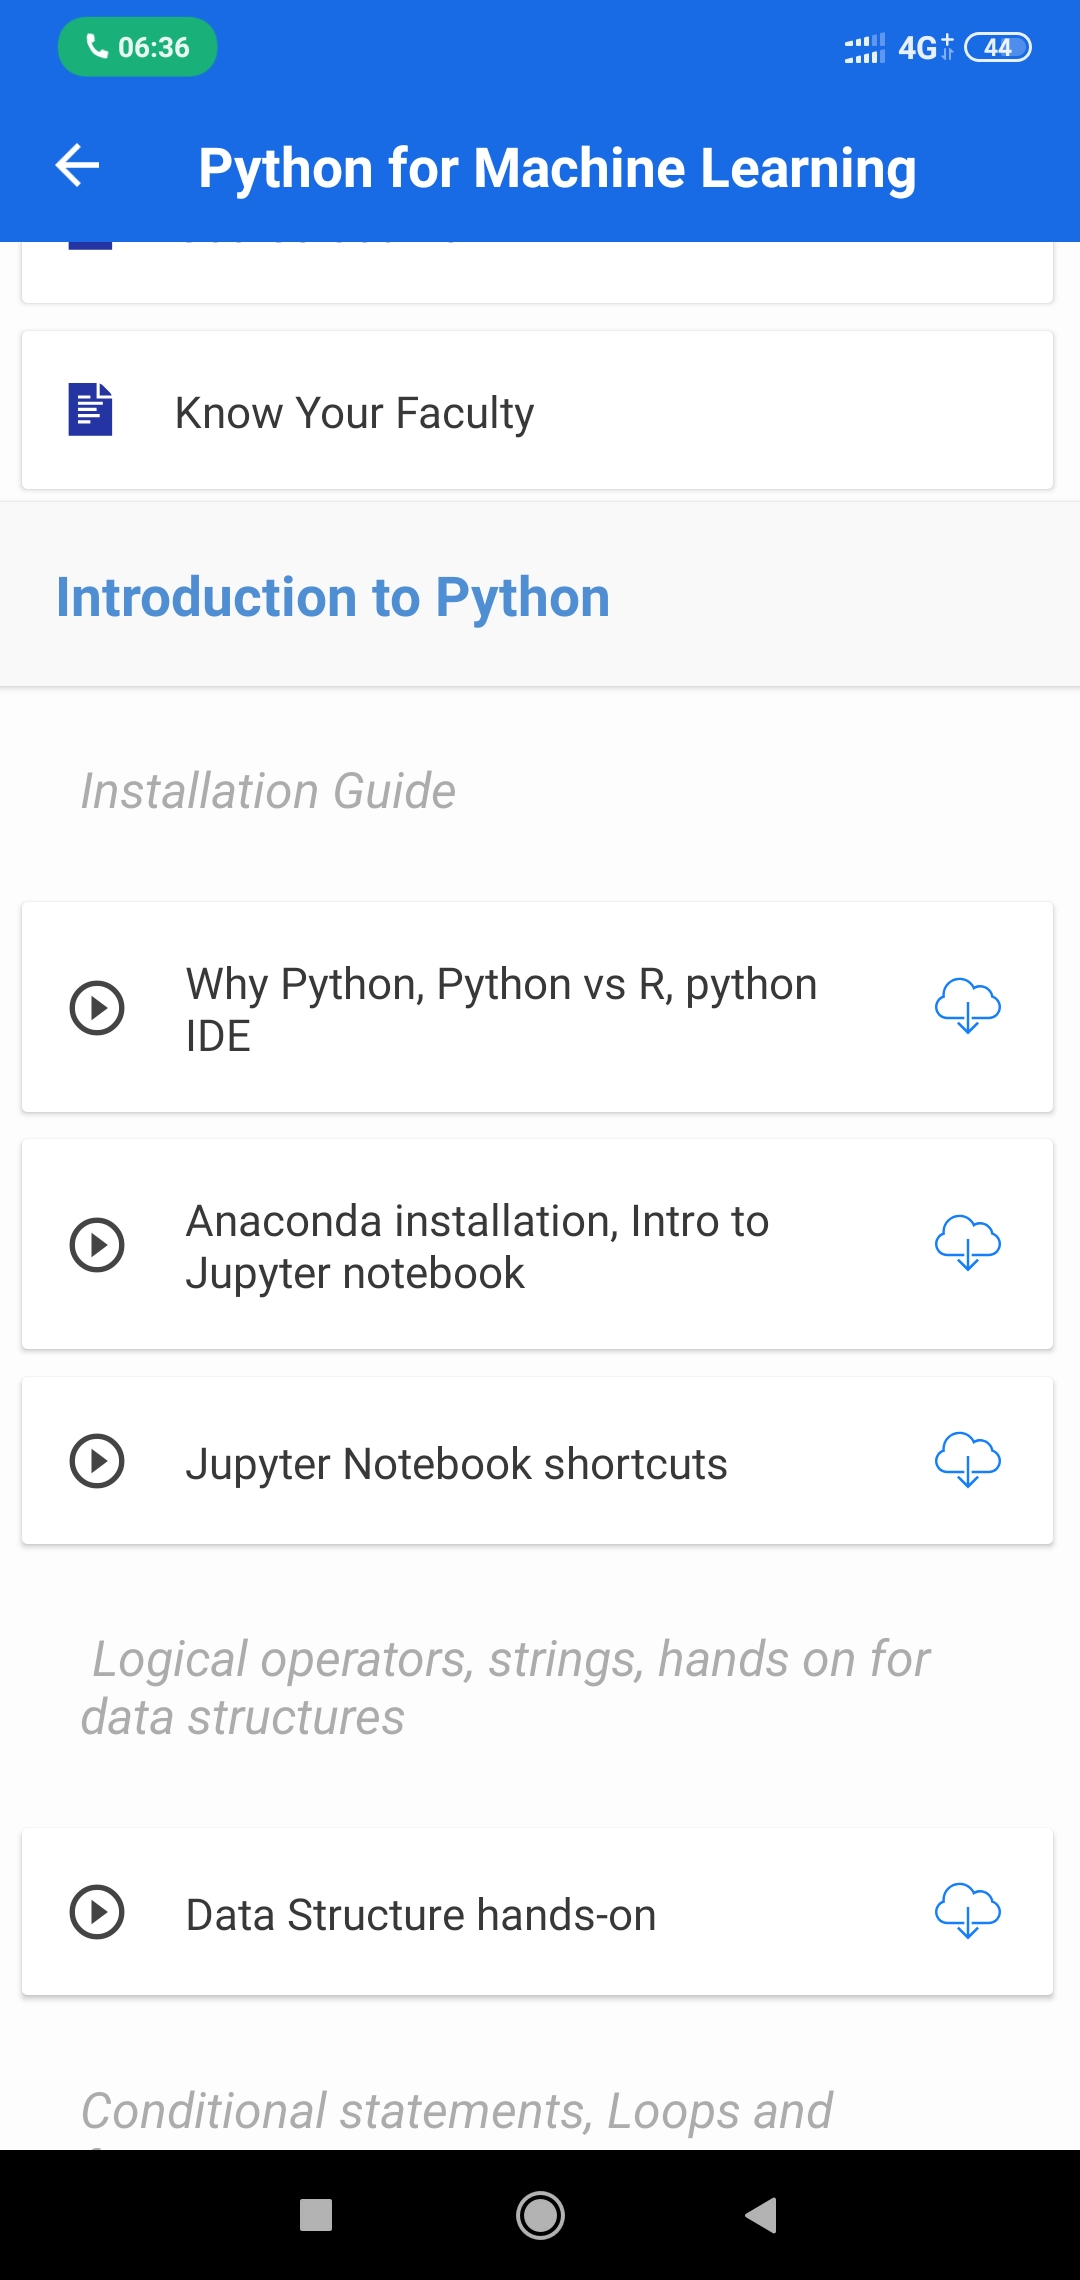 06:36
4G+
44
Python for Machine Learning
Know Your Faculty
Introduction to Python
Installation Guide
Why Python, Python vs R, python
IDE
Anaconda installation, Intro to
Jupyter notebook
Jupyter Notebook shortcuts
Logical operators, strings, hands on for
data structures
Data Structure hands-on
Conditional statements, Loops and